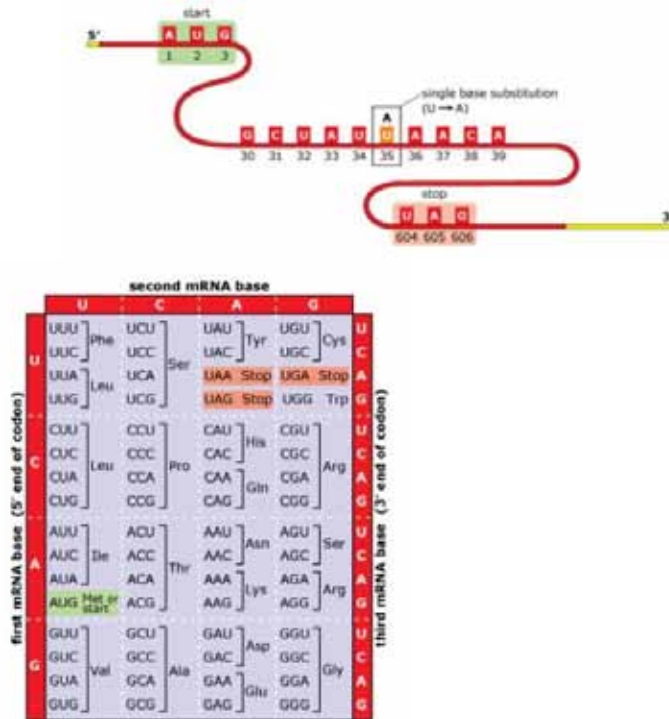 start
5'
A U G
1 2 3
single base substitution
(U → A)
A
G C U A U U A A C A
30 31 32 33 34 35 36 37 38 39
stop
U A G
604 605 606
3
second mRNA base
U C A G
first mRNA base (5' end of codon)
third mRNA base (3' end of codon)
U
UUU UCU UAU UGU U
UUC Phe UCC UAC Tyr UGC Cys C
UUA UCA Ser UAA Stop UGA Stop A
UUG Leu UCG UAG Stop UGG Trp G
C
CUU CCU CAU CGU U
CUC CCC CAC His CGC C
CUA Leu CCA Pro CAA CGA Arg A
CUG CCG CAG Gln CGG G
A
AUU ACU AAU AGU U
AUC Ile ACC AAC Asn AGC Ser C
AUA ACA Thr AAA AGA A
AUG Met or start ACG AAG Lys AGG Arg G
G
GUU GCU GAU GGU U
GUC GCC GAC Asp GGC C
GUA Val GCA Ala GAA GGA Gly A
GUG GCG GAG Glu GGG G